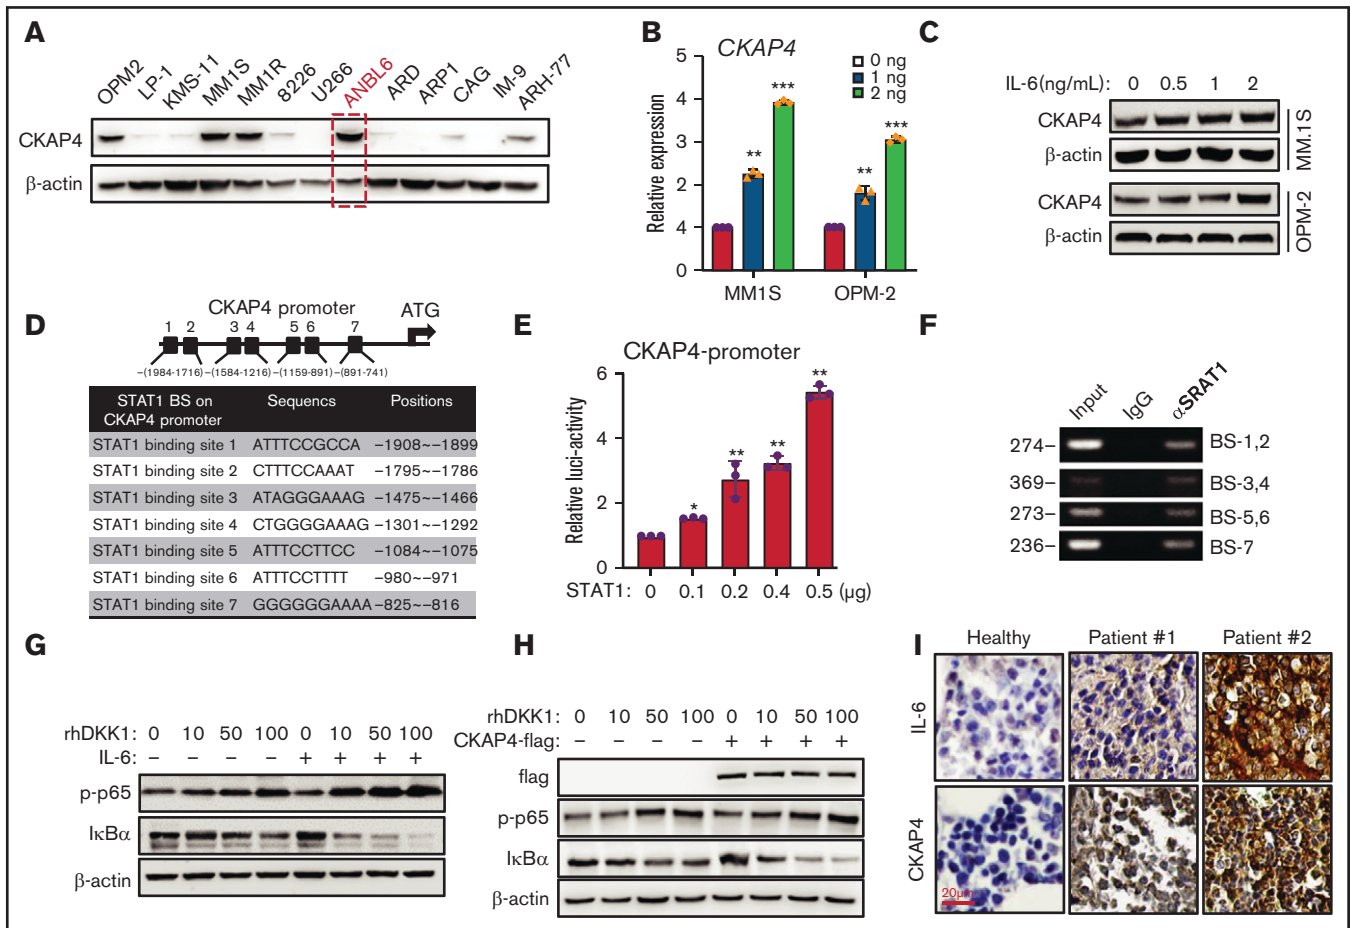 A
OPM2 LP-1 KMS-11 MM1S MM1R 8226 U266 ANBL6 ARD ARP1 CAG IM-9 ARH-77
CKAP4
β-actin
B
CKAP4
0 ng
1 ng
2 ng
Relative expression
5
4
3
2
4
0
*** ** *** **
MM1S OPM-2
C
IL-6(ng/mL): 0 0.5 1 2
CKAP4
β-actin
MM.1S
CKAP4
β-actin
OPM-2
D
CKAP4 promoter ATG
1 2 3 4 5 6 7
–(1984-1716) –(1584-1216) –(1159-891) –(891-741)
STAT1 BS on CKAP4 promoter Sequencs Positions
STAT1 binding site 1 ATTTCCGCCA –1908~–1899
STAT1 binding site 2 CTTTCCAAAT –1795~–1786
STAT1 binding site 3 ATAGGGAAAG –1475~–1466
STAT1 binding site 4 CTGGGGAAAG –1301~–1292
STAT1 binding site 5 ATTTCCTTCC –1084~–1075
STAT1 binding site 6 ATTTCCTTTT –980~–971
STAT1 binding site 7 GGGGGGAAAA –825~–816
E
CKAP4-promoter
Relative luci-activity
6
4
2
0
* ** ** **
STAT1: 0 0.1 0.2 0.4 0.5 (µg)
F
Input IgG αSRAT1
274– BS-1,2
369– BS-3,4
273– BS-5,6
236– BS-7
G
rhDKK1: 0 10 50 100 0 10 50 100
IL-6: – – – – + + + +
p-p65
IκBα
β-actin
H
rhDKK1: 0 10 50 100 0 10 50 100
CKAP4-flag: – – – – + + + +
flag
p-p65
IκBα
β-actin
I
Healthy Patient #1 Patient #2
IL-6
CKAP4
20µm